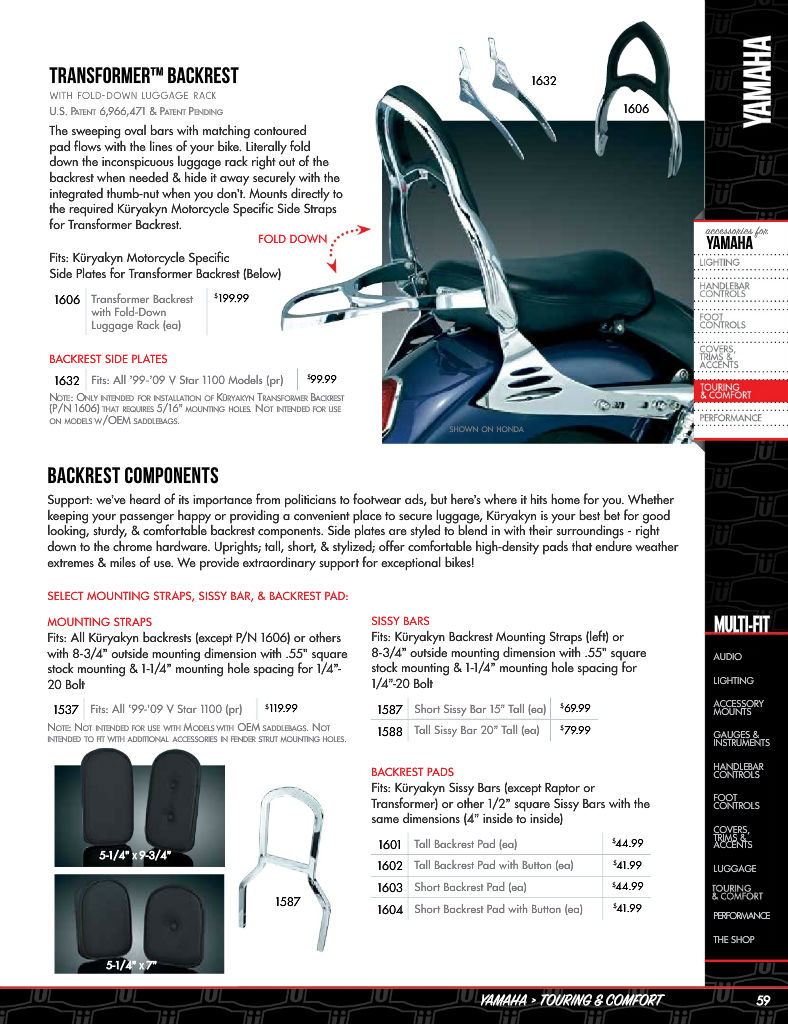 TRANSFORMER™ BACKREST
WITH FOLD-DOWN LUGGAGE RACK
U.S. PATENT 6,966,471 & PATENT PENDING
The sweeping oval bars with matching contoured
pad flows with the lines of your bike. Literally fold
down the inconspicuous luggage rack right out of the
backrest when needed & hide it away securely with the
integrated thumb-nut when you don't. Mounts directly to
the required Küryakyn Motorcycle Specific Side Straps
for Transformer Backrest.
FOLD DOWN
Fits: Küryakyn Motorcycle Specific
Side Plates for Transformer Backrest (Below)
1606 Transformer Backrest $199.99
with Fold-Down
Luggage Rack (ea)
BACKREST SIDE PLATES
1632 Fits: All '99-'09 V Star 1100 Models (pr) $99.99
NOTE: ONLY INTENDED FOR INSTALLATION OF KÜRYAKYN TRANSFORMER BACKREST
(P/N 1606) THAT REQUIRES 5/16" MOUNTING HOLES. NOT INTENDED FOR USE
ON MODELS W/OEM SADDLEBAGS.
1632
1606
SHOWN ON HONDA
BACKREST COMPONENTS
Support: we've heard of its importance from politicians to footwear ads, but here's where it hits home for you. Whether
keeping your passenger happy or providing a convenient place to secure luggage, Küryakyn is your best bet for good
looking, sturdy, & comfortable backrest components. Side plates are styled to blend in with their surroundings - right
down to the chrome hardware. Uprights; tall, short, & stylized; offer comfortable high-density pads that endure weather
extremes & miles of use. We provide extraordinary support for exceptional bikes!
SELECT MOUNTING STRAPS, SISSY BAR, & BACKREST PAD:
MOUNTING STRAPS
Fits: All Küryakyn backrests (except P/N 1606) or others
with 8-3/4" outside mounting dimension with .55" square
stock mounting & 1-1/4" mounting hole spacing for 1/4"-
20 Bolt
1537 Fits: All '99-'09 V Star 1100 (pr) $119.99
NOTE: NOT INTENDED FOR USE WITH MODELS WITH OEM SADDLEBAGS. NOT
INTENDED TO FIT WITH ADDITIONAL ACCESSORIES IN FENDER STRUT MOUNTING HOLES.
5-1/4" x 9-3/4"
5-1/4" x 7"
1587
SISSY BARS
Fits: Küryakyn Backrest Mounting Straps (left) or
8-3/4" outside mounting dimension with .55" square
stock mounting & 1-1/4" mounting hole spacing for
1/4"-20 Bolt
1587 Short Sissy Bar 15" Tall (ea) $69.99
1588 Tall Sissy Bar 20" Tall (ea) $79.99
BACKREST PADS
Fits: Küryakyn Sissy Bars (except Raptor or
Transformer) or other 1/2" square Sissy Bars with the
same dimensions (4" inside to inside)
1601 Tall Backrest Pad (ea) $44.99
1602 Tall Backrest Pad with Button (ea) $41.99
1603 Short Backrest Pad (ea) $44.99
1604 Short Backrest Pad with Button (ea) $41.99
YAMAHA
accessories for
YAMAHA
LIGHTING
HANDLEBAR
CONTROLS
FOOT
CONTROLS
COVERS,
TRIMS &
ACCENTS
TOURING
& COMFORT
PERFORMANCE
MULTI-FIT
AUDIO
LIGHTING
ACCESSORY
MOUNTS
GAUGES &
INSTRUMENTS
HANDLEBAR
CONTROLS
FOOT
CONTROLS
COVERS,
TRIMS &
ACCENTS
LUGGAGE
TOURING
& COMFORT
PERFORMANCE
THE SHOP
YAMAHA > TOURING & COMFORT 59